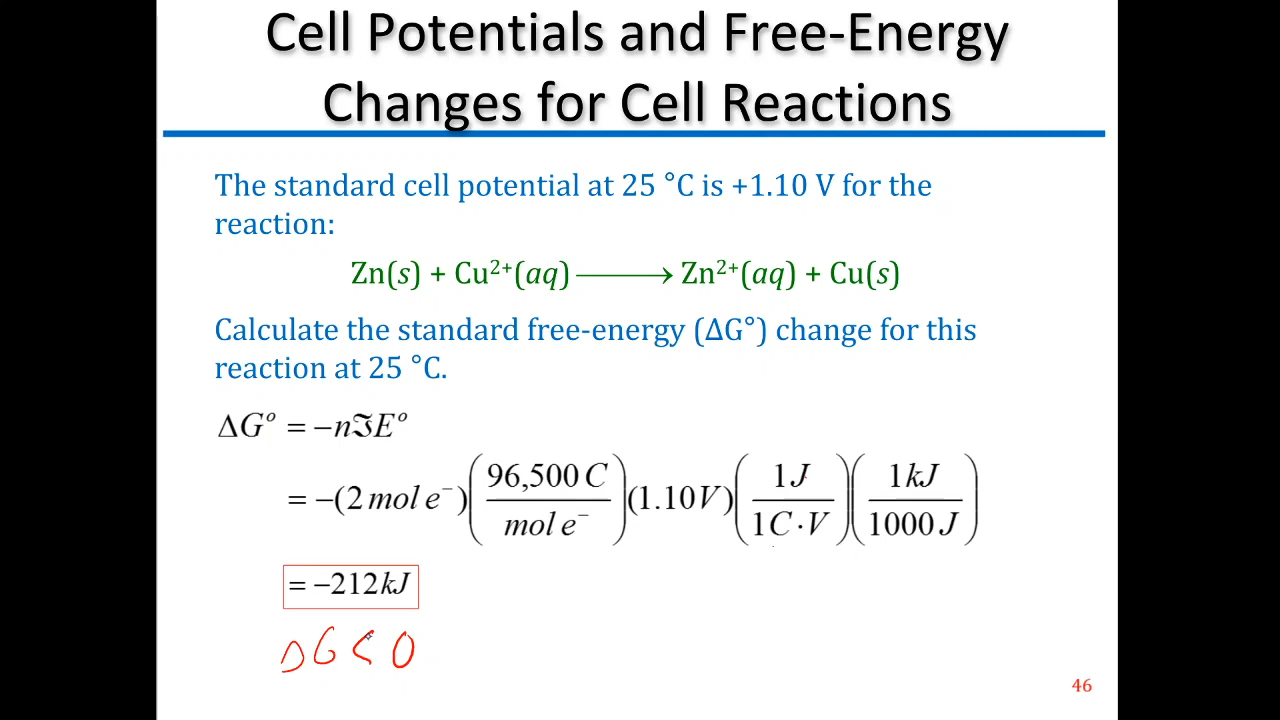 Cell Potentials and Free-Energy
Changes for Cell Reactions
The standard cell potential at 25 °C is +1.10 V for the
reaction:
Zn(s) + Cu²⁺(aq) ⟶ Zn²⁺(aq) + Cu(s)
Calculate the standard free-energy (ΔG°) change for this
reaction at 25 °C.
ΔG° = −nℑE°
= −(2 mol e⁻)(96,500 C / mol e⁻)(1.10 V)(1 J / 1 C · V)(1 kJ / 1000 J)
= −212 kJ
ΔG < 0
46